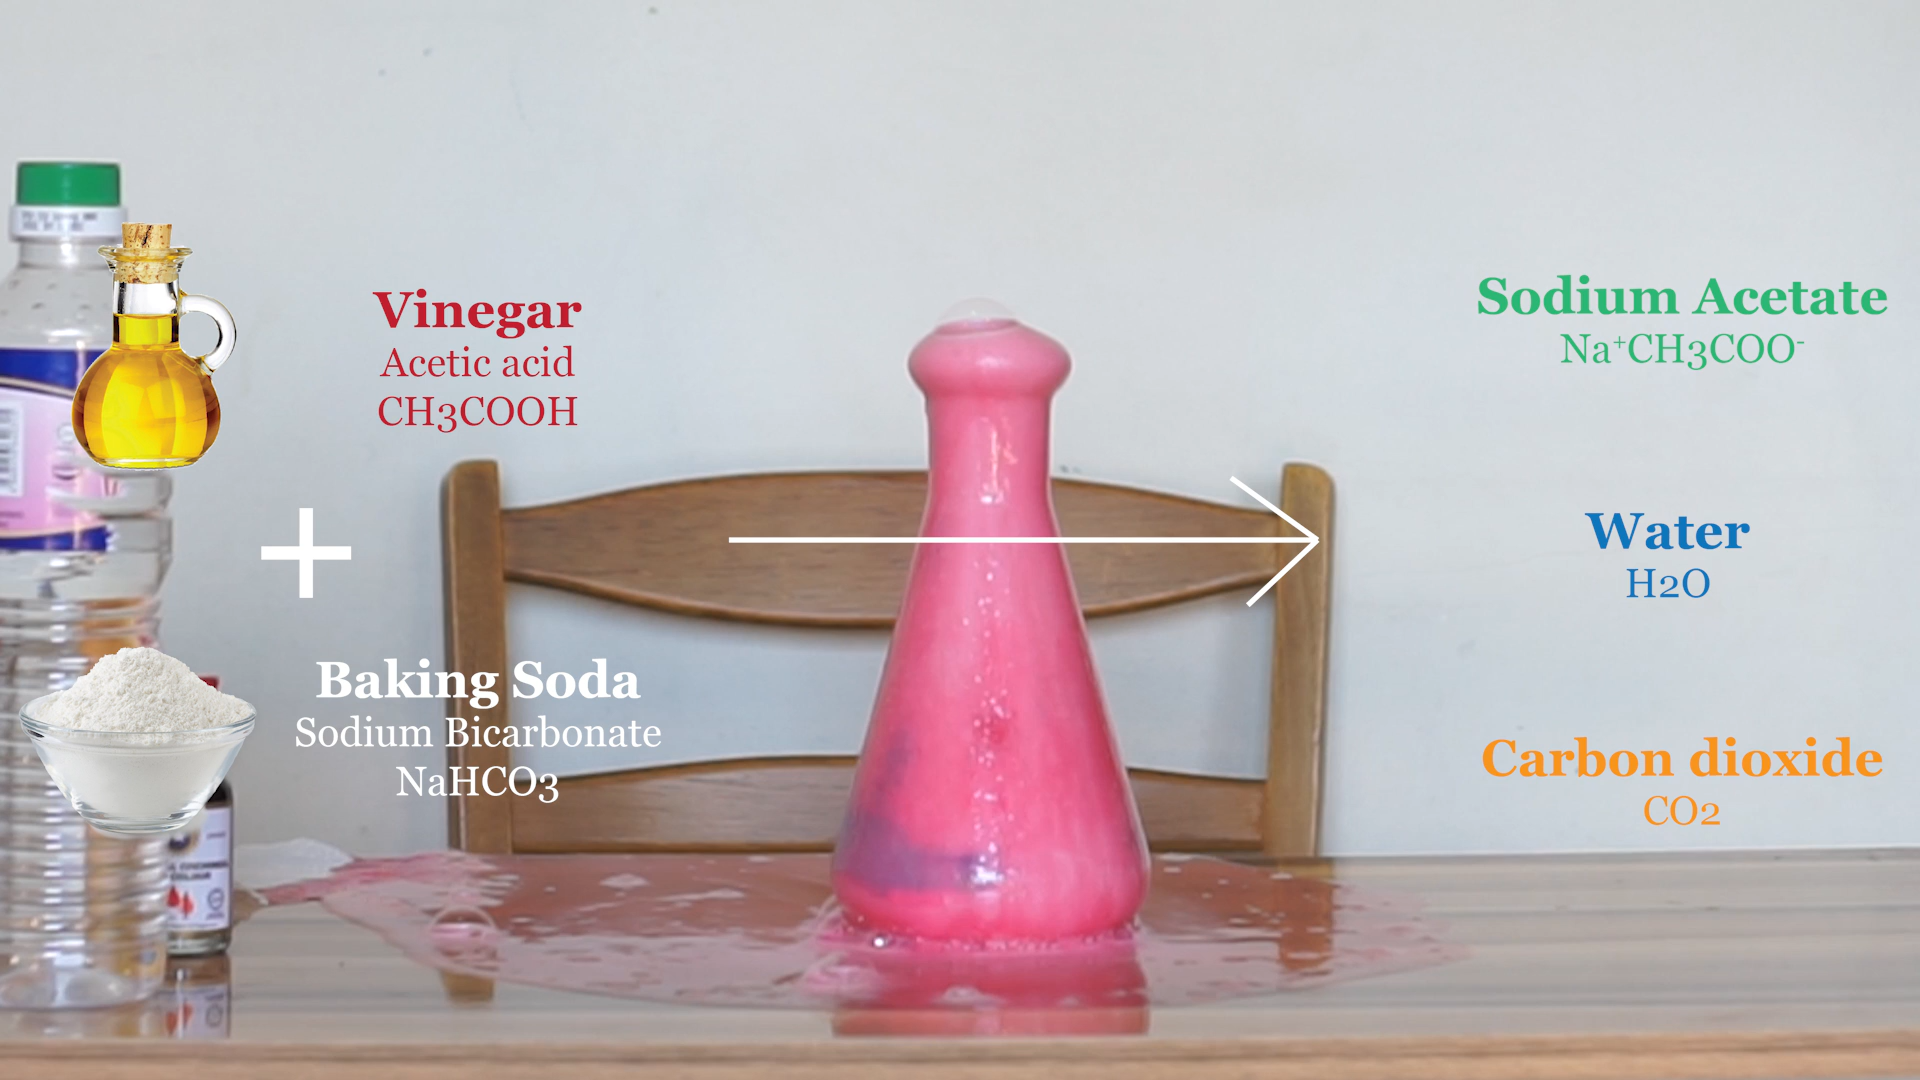 Vinegar
Acetic acid
CH3COOH
Baking Soda
Sodium Bicarbonate
NaHCO3
Sodium Acetate
Na⁺CH3COO⁻
Water
H2O
Carbon dioxide
CO2